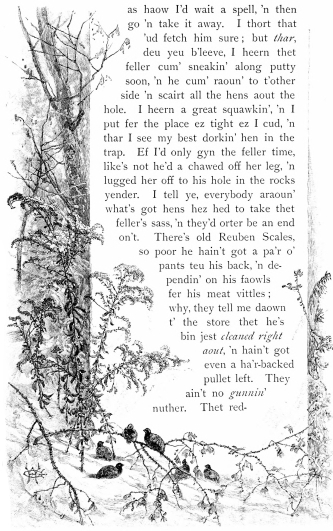 as haow I'd wait a spell, 'n then
go 'n take it away. I thort that
'ud fetch him sure; but thar,
deu yeu b'leeve, I heern thet
feller cum' sneakin' along putty
soon, 'n he cum' raoun' to t'other
side 'n scairt all the hens aout the
hole. I heern a great squawkin', 'n I
put fer the place ez tight ez I cud, 'n
thar I see my best dorkin' hen in the
trap. Ef I'd only gyn the feller time,
like's not he'd a chawed off her leg, 'n
lugged her off to his hole in the rocks
yender. I tell ye, everybody araoun'
what's got hens hez hed to take thet
feller's sass, 'n they'd orter be an end
on't. There's old Reuben Scales,
so poor he hain't got a pa'r o'
pants teu his back, 'n de-
pendin' on his faowls
fer his meat vittles;
why, they tell me daown
t' the store thet he's
bin jest cleaned right
aout, 'n hain't got
even a ha'r-backed
pullet left. They
ain't no gunnin'
nuther. Thet red-